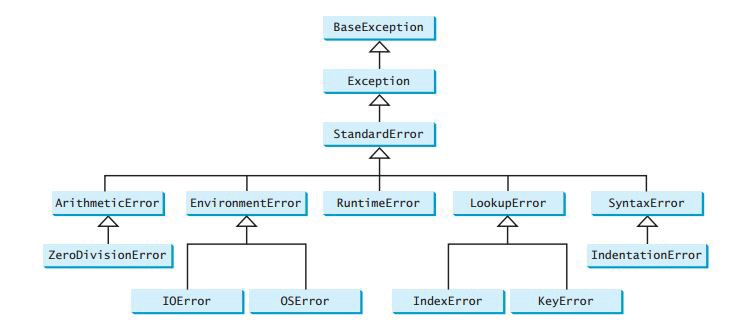 BaseException
Exception
StandardError
ArithmeticError
EnvironmentError
RuntimeError
LookupError
SyntaxError
ZeroDivisionError
IndentationError
IOError
OSError
IndexError
KeyError